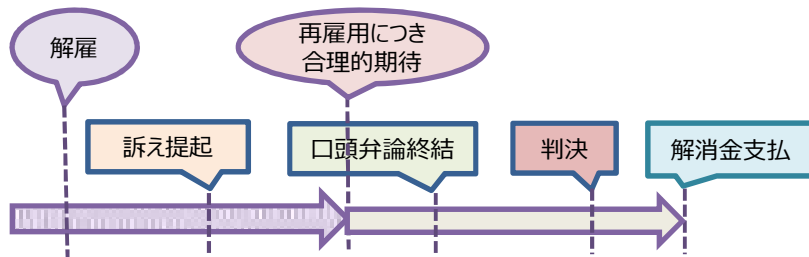 解雇
再雇用につき
合理的期待
訴え提起
口頭弁論終結
判決
解消金支払